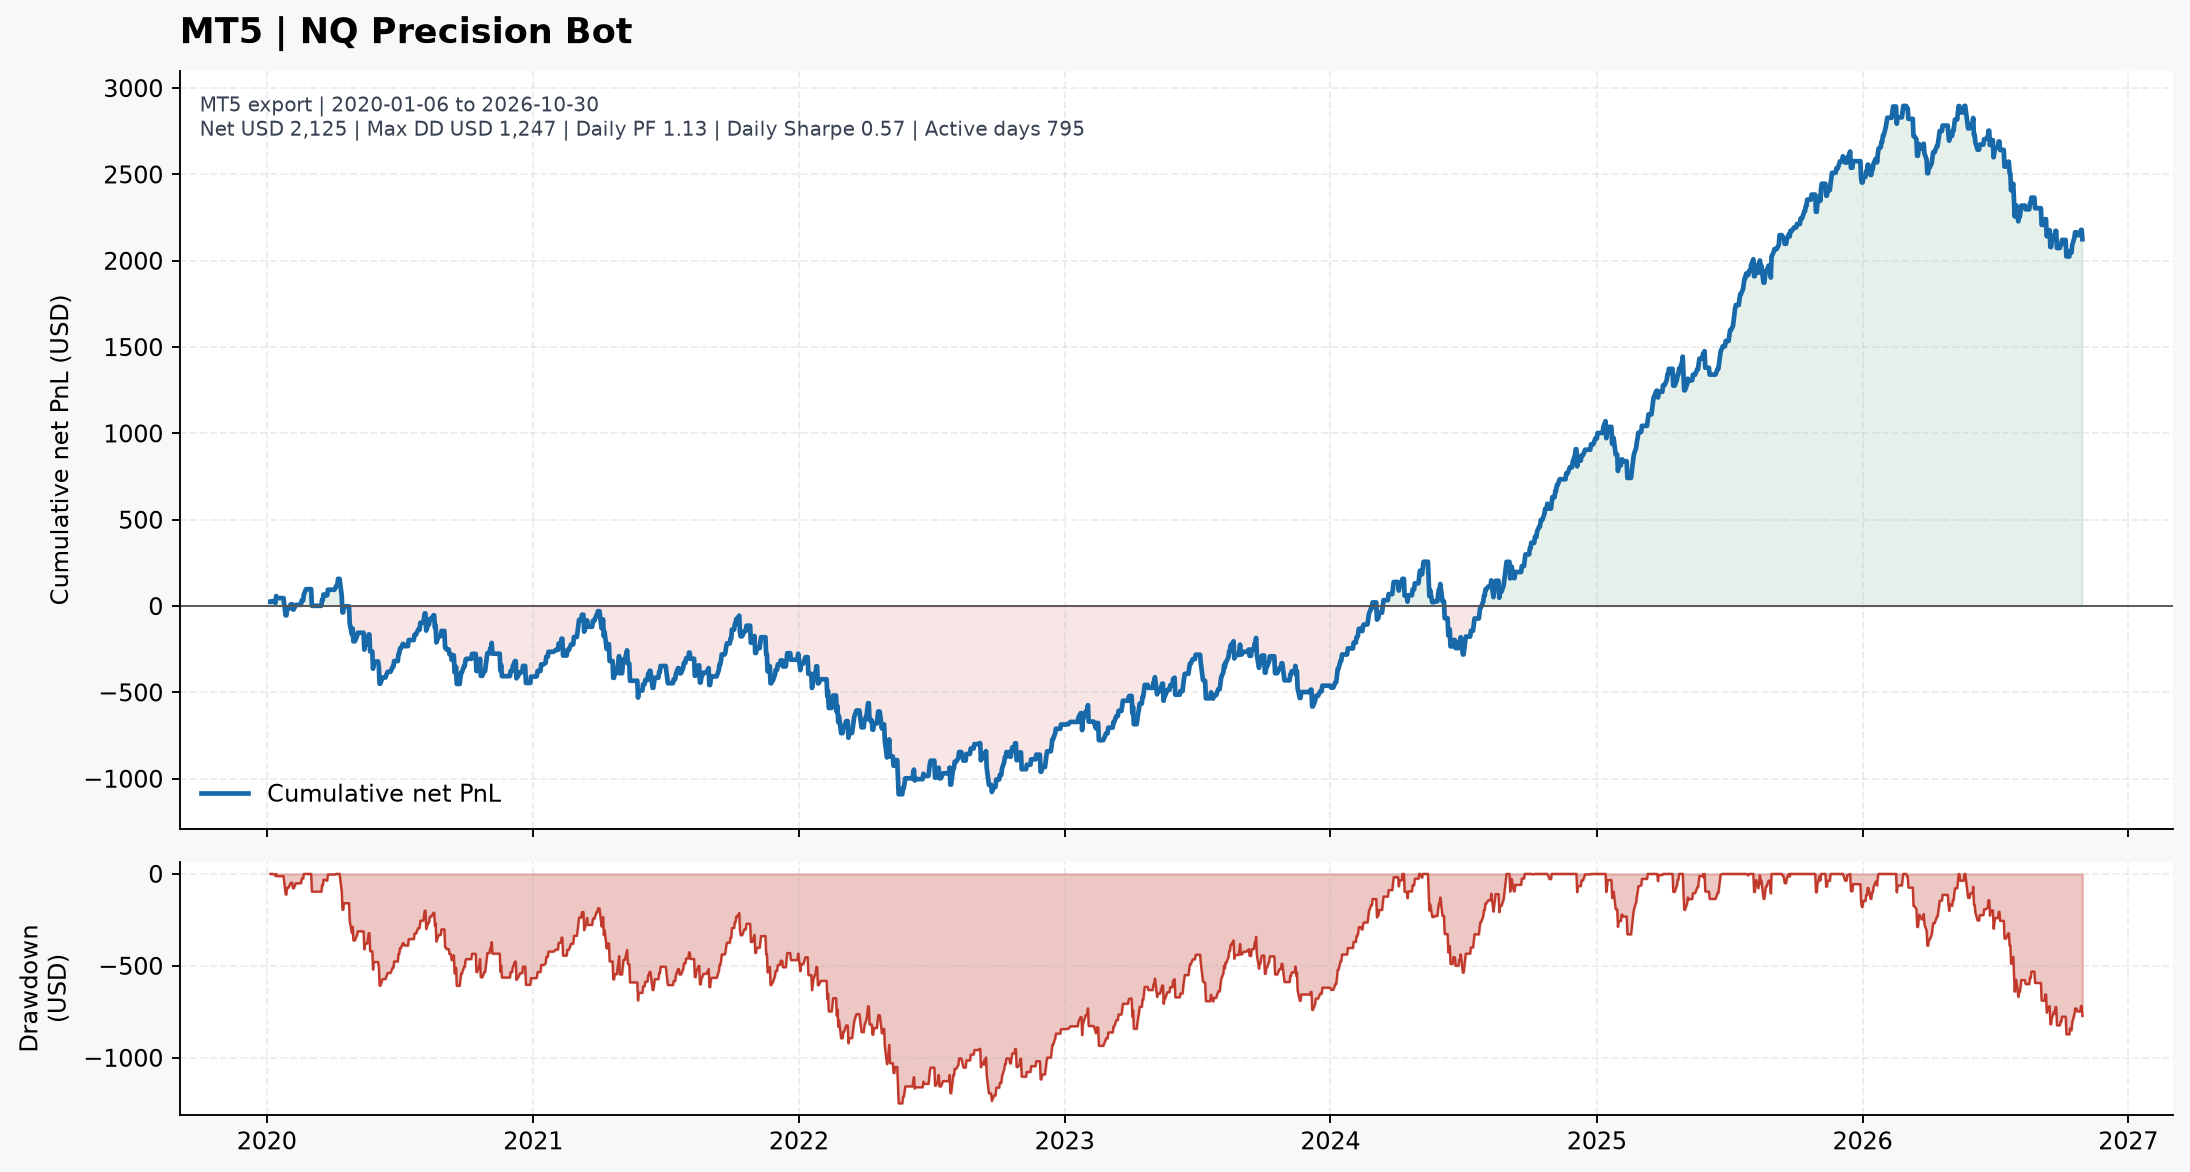 MT5 | NQ Precision Bot
MT5 export | 2020-01-06 to 2026-10-30
Net USD 2,125 | Max DD USD 1,247 | Daily PF 1.13 | Daily Sharpe 0.57 | Active days 795
Cumulative net PnL (USD)
3000
2500
2000
1500
1000
500
0
−500
−1000
Cumulative net PnL
Drawdown
(USD)
0
−500
−1000
2020 2021 2022 2023 2024 2025 2026 2027